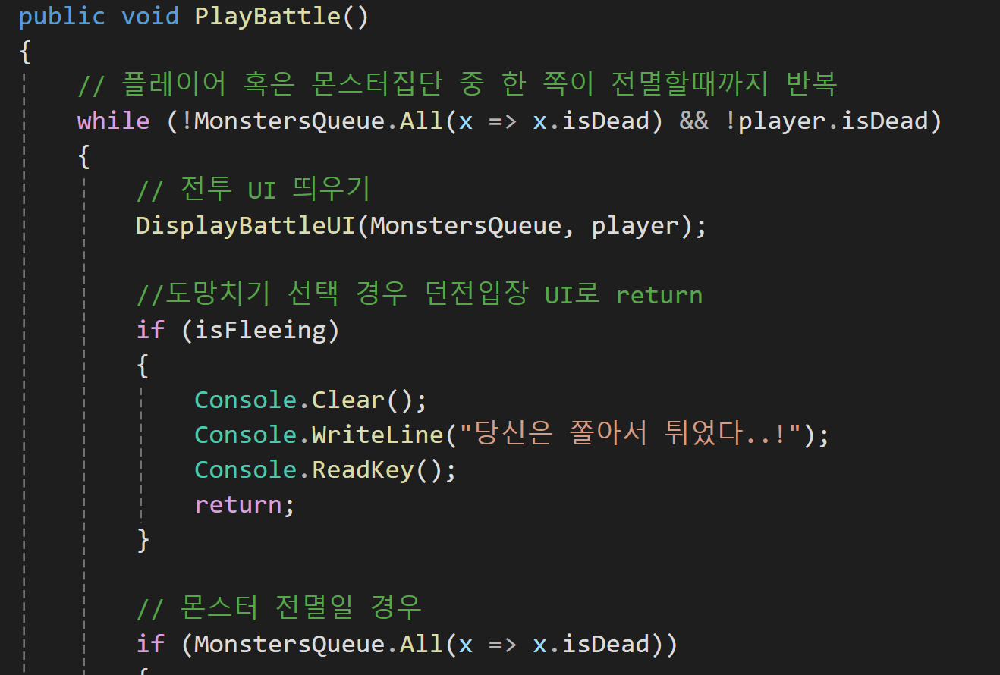 public void PlayBattle()
{
// 플레이어 혹은 몬스터집단 중 한 쪽이 전멸할때까지 반복
while (!MonstersQueue.All(x => x.isDead) && !player.isDead)
{
// 전투 UI 띄우기
DisplayBattleUI(MonstersQueue, player);
//도망치기 선택 경우 던전입장 UI로 return
if (isFleeing)
{
Console.Clear();
Console.WriteLine("당신은 쫄아서 튀었다..!");
Console.ReadKey();
return;
}
// 몬스터 전멸일 경우
if (MonstersQueue.All(x => x.isDead))
{